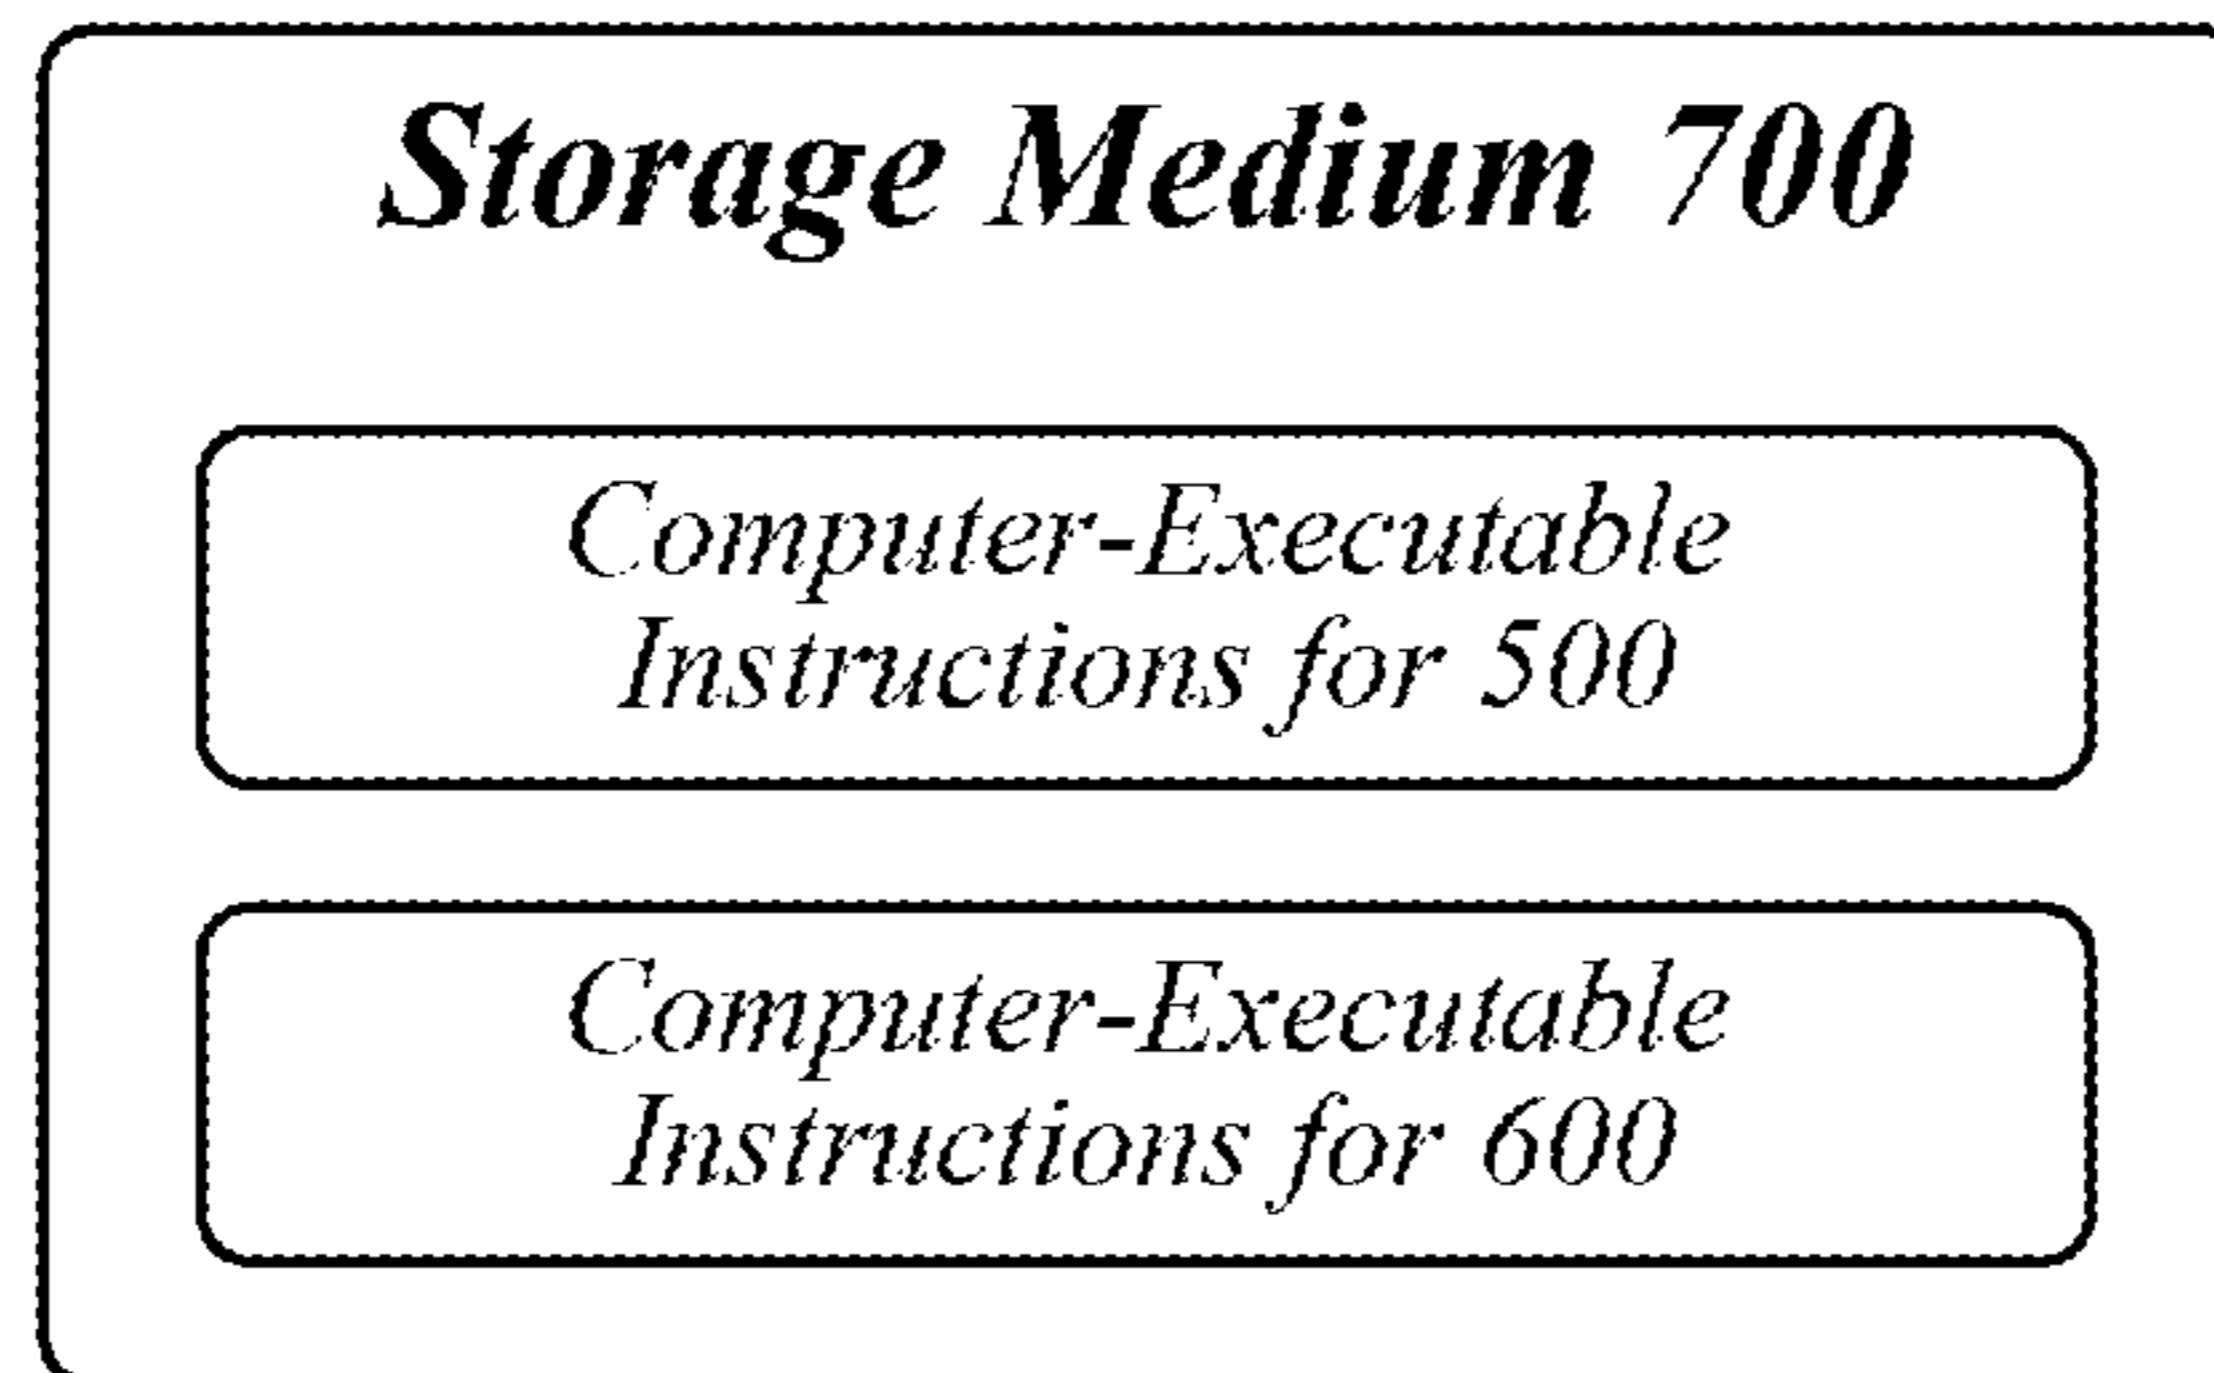 Storage Medium 700
Computer-Executable
Instructions for 500
Computer-Executable
Instructions for 600